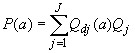 P(a) = \sum_{j=1}^{J} Q_{dj}(a) Q_j